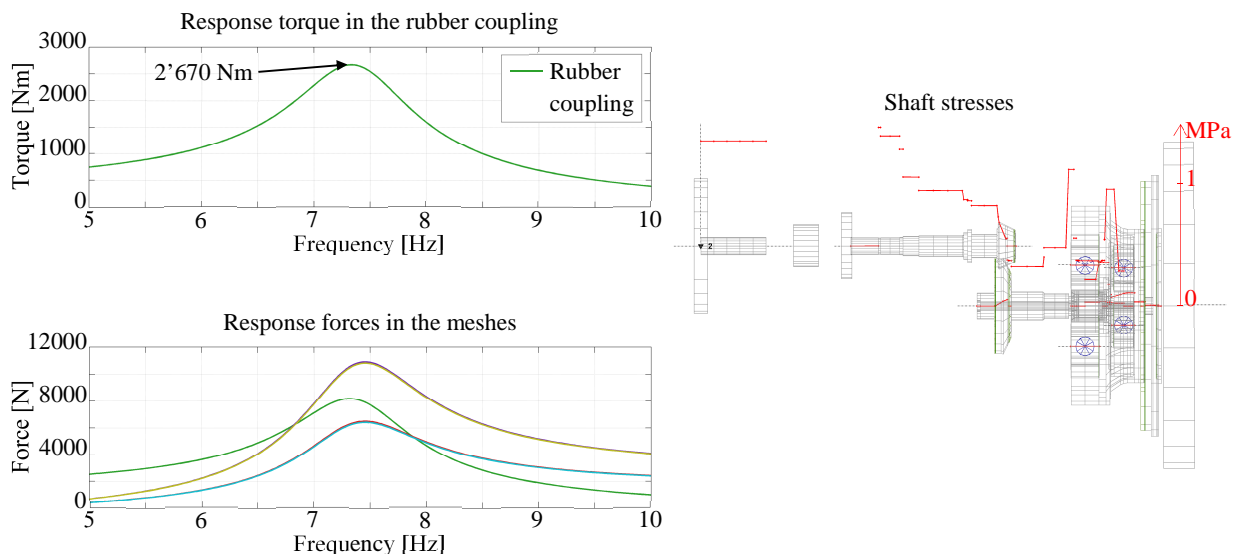 Response torque in the rubber coupling
3000
2000
1000
0
Torque [Nm]
2'670 Nm
Rubber
coupling
5 6 7 8 9 10
Frequency [Hz]
Response forces in the meshes
12000
8000
4000
0
Force [N]
5 6 7 8 9 10
Frequency [Hz]
Shaft stresses
MPa
1
0
2